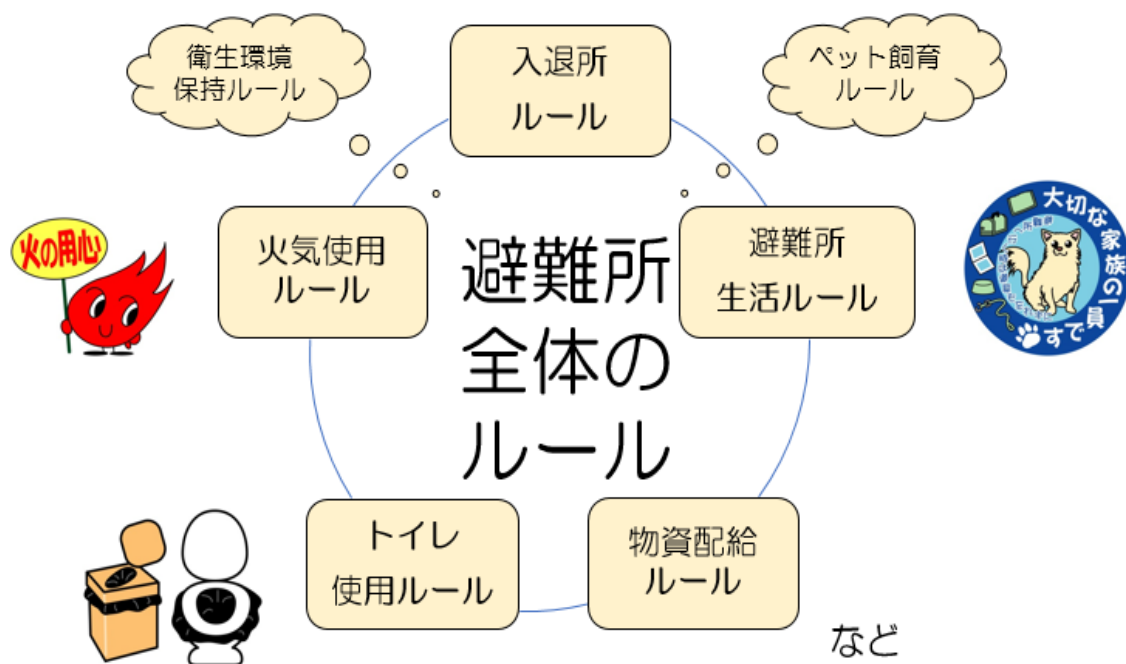 衛生環境
保持ルール
入退所
ルール
ペット飼育
ルール
火の用心
火気使用
ルール
避難所
全体の
ルール
避難所
生活ルール
大切な家族の一員です
トイレ
使用ルール
物資配給
ルール
など